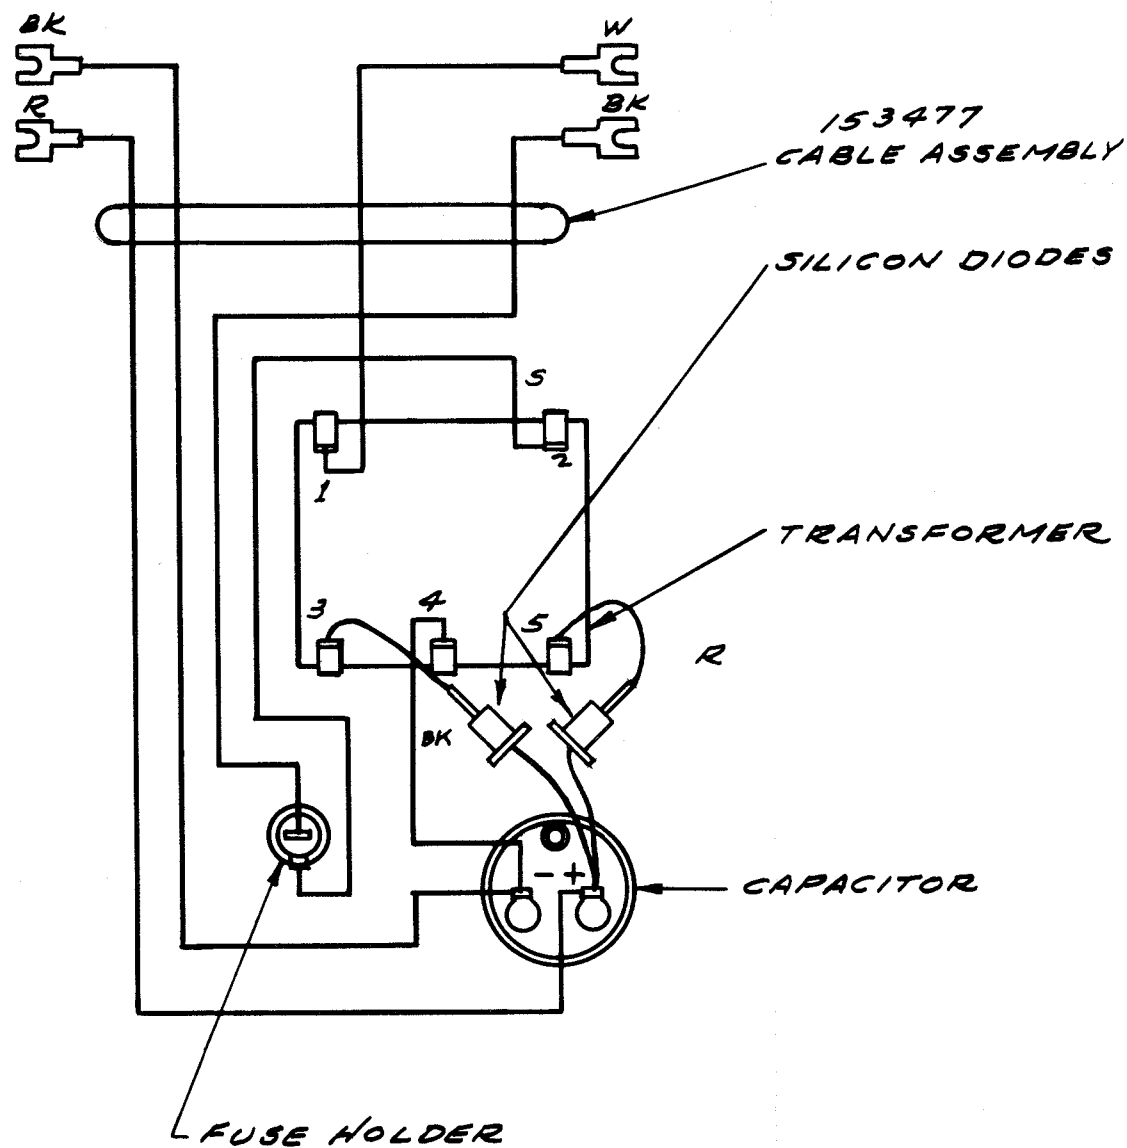 BK
W
R
BK
153477
CABLE ASSEMBLY
SILICON DIODES
S
2
1
TRANSFORMER
3
4
5
R
BK
- +
CAPACITOR
FUSE HOLDER